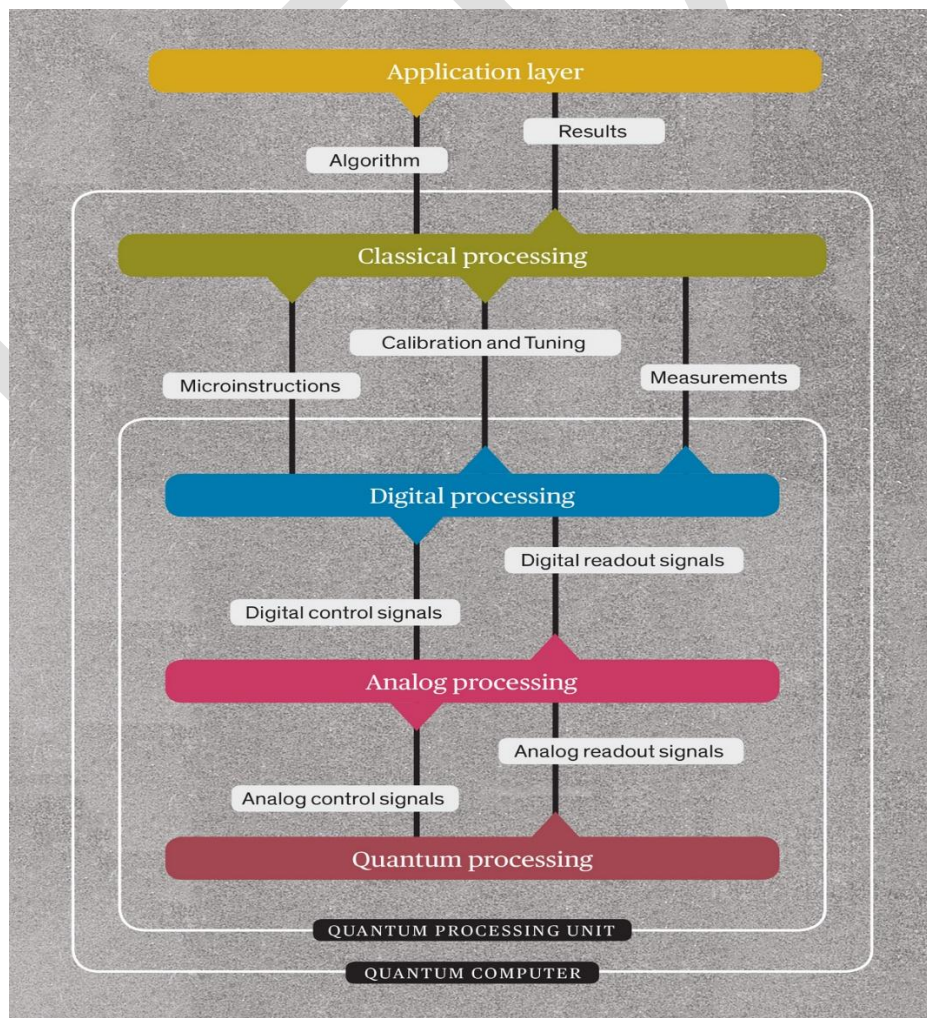 Application layer
Results
Algorithm
Classical processing
Calibration and Tuning
Measurements
Microinstructions
Digital processing
Digital readout signals
Digital control signals
Analog processing
Analog readout signals
Analog control signals
Quantum processing
QUANTUM PROCESSING UNIT
QUANTUM COMPUTER